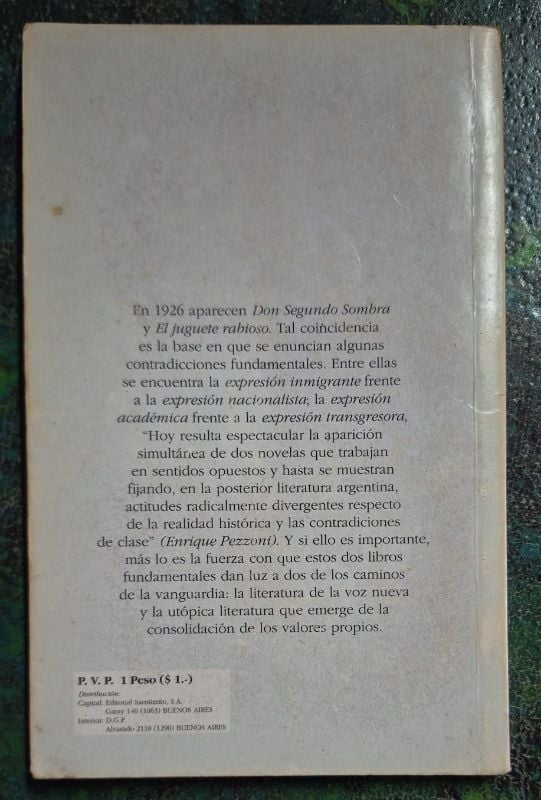 En 1926 aparecen Don Segundo Sombra
y El juguete rabioso. Tal coincidencia
es la base en que se enuncian algunas
contradicciones fundamentales. Entre ellas
se encuentra la expresión inmigrante frente
a la expresión nacionalista; la expresión
académica frente a la expresión transgresora,
"Hoy resulta espectacular la aparición
simultánea de dos novelas que trabajan
en sentidos opuestos y hasta se muestran
fijando, en la posterior literatura argentina,
actitudes radicalmente divergentes respecto
de la realidad histórica y las contradiciones
de clase" (Enrique Pezzoni). Y si ello es importante,
más lo es la fuerza con que estos dos libros
fundamentales dan luz a dos de los caminos
de la vanguardia: la literatura de la voz nueva
y la utópica literatura que emerge de la
consolidación de los valores propios.
P. V. P. 1 Peso ($ 1.-)
Distribución:
Capital: Editorial Sarmiento, S.A.
Garay 140 (1063) BUENOS AIRES
Interior: D.G.P.
Alvarado 2118 (1290) BUENOS AIRES